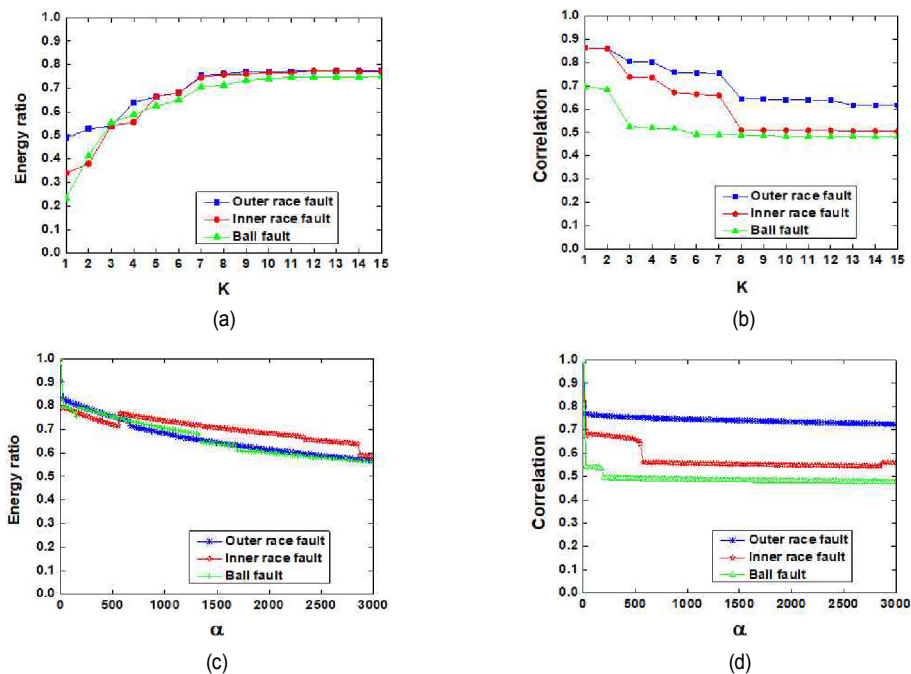 1.0
0.9
0.8
0.7
0.6
0.5
0.4
0.3
0.2
0.1
0.0
Energy ratio
Outer race fault
Inner race fault
Ball fault
1 2 3 4 5 6 7 8 9 10 11 12 13 14 15
K
(a)
1.0
0.9
0.8
0.7
0.6
0.5
0.4
0.3
0.2
0.1
0.0
Correlation
Outer race fault
Inner race fault
Ball fault
1 2 3 4 5 6 7 8 9 10 11 12 13 14 15
K
(b)
1.0
0.9
0.8
0.7
0.6
0.5
0.4
0.3
0.2
0.1
0.0
Energy ratio
Outer race fault
Inner race fault
Ball fault
0 500 1000 1500 2000 2500 3000
α
(c)
1.0
0.9
0.8
0.7
0.6
0.5
0.4
0.3
0.2
0.1
0.0
Correlation
Outer race fault
Inner race fault
Ball fault
0 500 1000 1500 2000 2500 3000
α
(d)